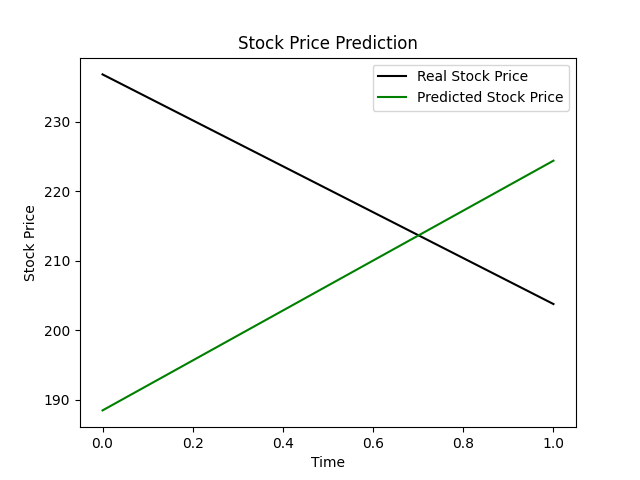 Stock Price Prediction
Real Stock Price
Predicted Stock Price
Stock Price
230
220
210
200
190
0.0 0.2 0.4 0.6 0.8 1.0
Time